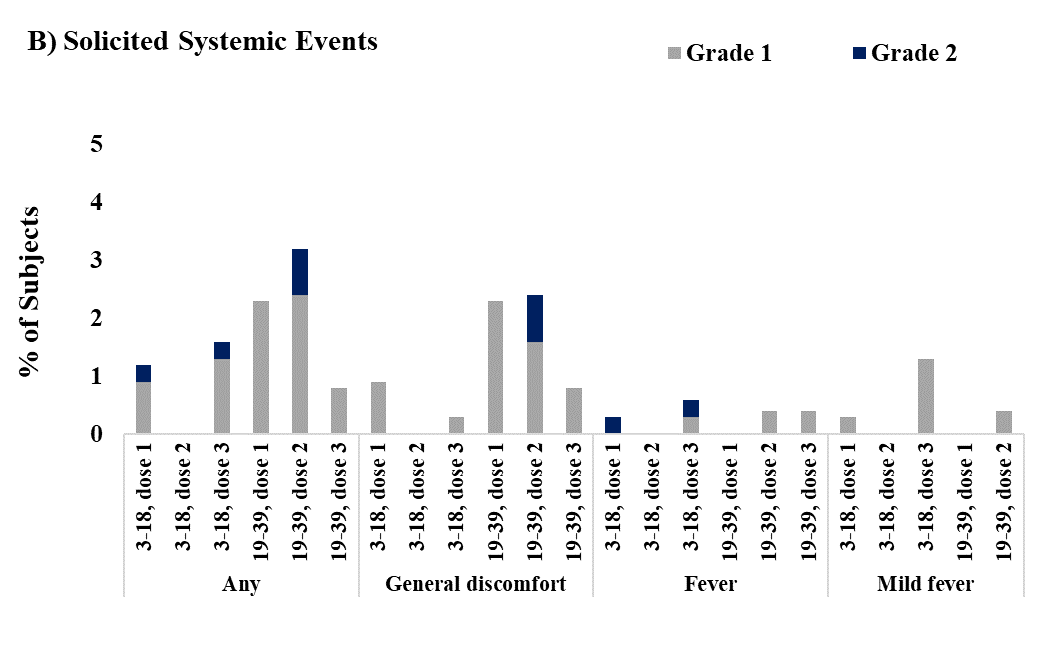 B) Solicited Systemic Events
Grade 1
Grade 2
% of Subjects
5
4
3
2
1
0
3-18, dose 1
3-18, dose 2
3-18, dose 3
19-39, dose 1
19-39, dose 2
19-39, dose 3
3-18, dose 1
3-18, dose 2
3-18, dose 3
19-39, dose 1
19-39, dose 2
19-39, dose 3
3-18, dose 1
3-18, dose 2
3-18, dose 3
19-39, dose 1
19-39, dose 2
19-39, dose 3
3-18, dose 1
3-18, dose 2
3-18, dose 3
19-39, dose 1
19-39, dose 2
Any
General discomfort
Fever
Mild fever